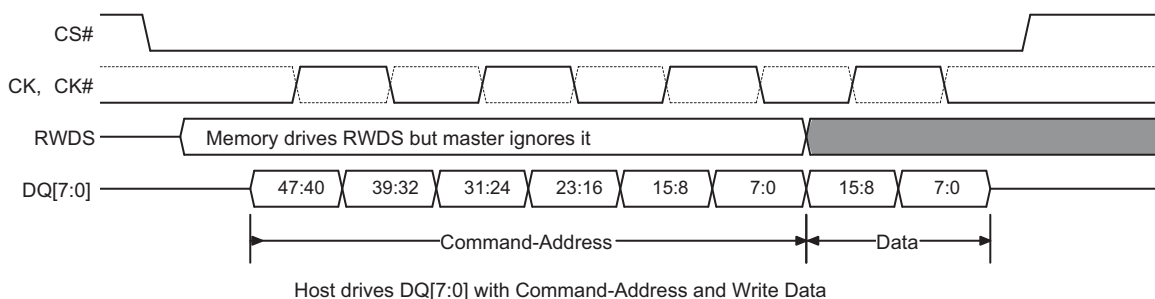 CS#
CK, CK#
RWDS Memory drives RWDS but master ignores it
DQ[7:0] 47:40 39:32 31:24 23:16 15:8 7:0 15:8 7:0
Command-Address Data
Host drives DQ[7:0] with Command-Address and Write Data